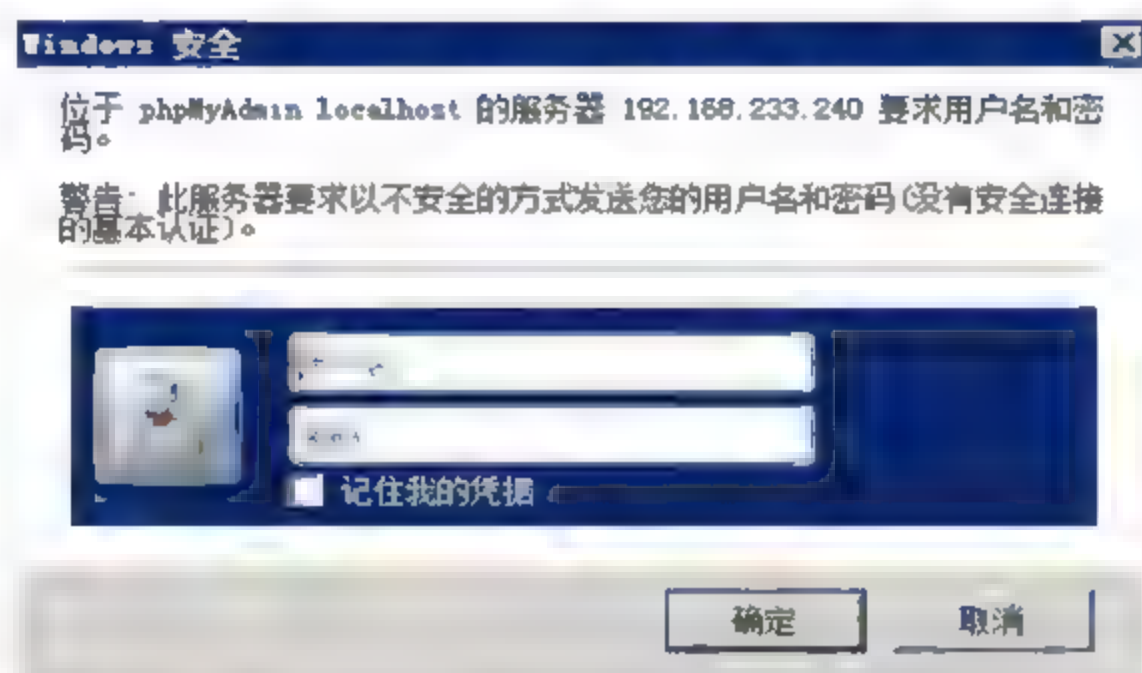 Windows 安全
位于 phpMyAdmin localhost 的服务器 192.168.233.240 要求用户名和密
码。
警告: 此服务器要求以不安全的方式发送您的用户名和密码(没有安全连接
的基本认证)。
记住我的凭据
确定
取消